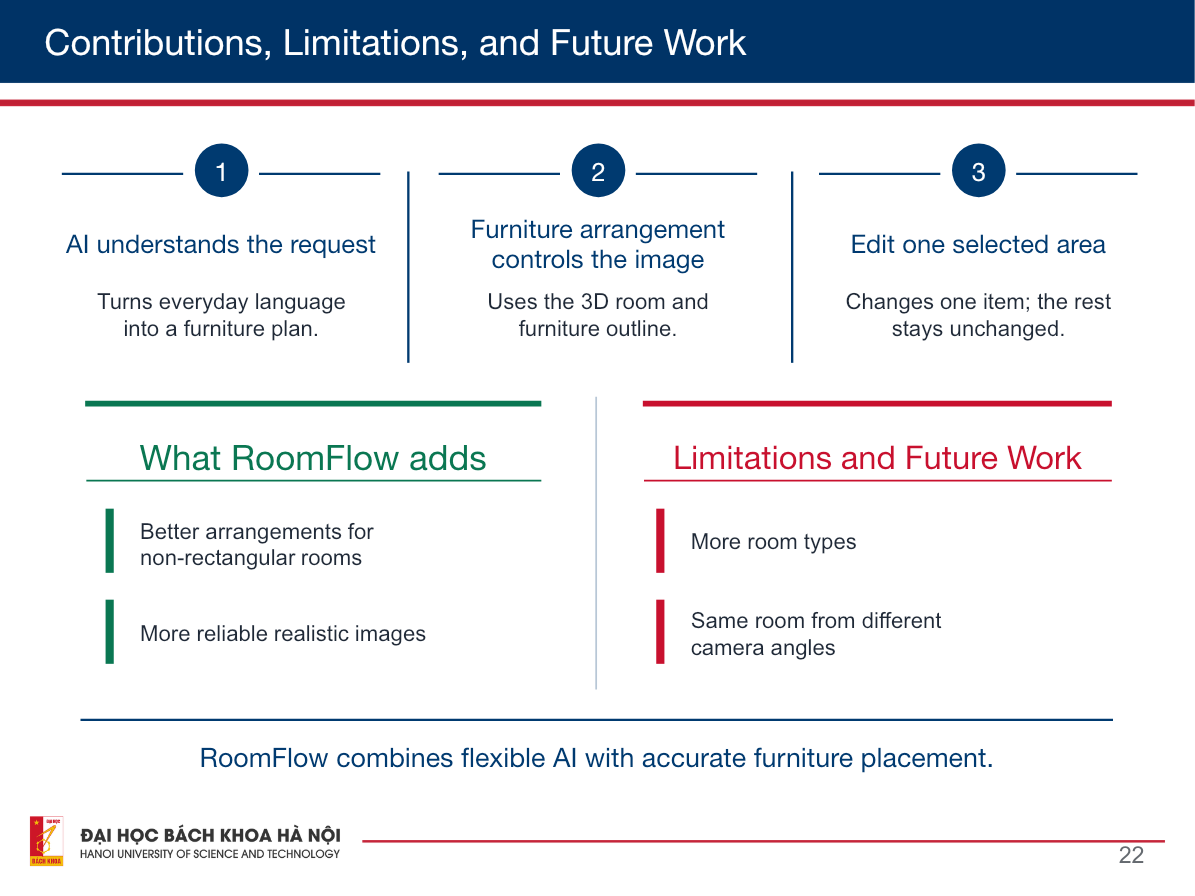 Contributions, Limitations, and Future Work
1
2
3
AI understands the request
Furniture arrangement
controls the image
Edit one selected area
Turns everyday language
into a furniture plan.
Uses the 3D room and
furniture outline.
Changes one item; the rest
stays unchanged.
What RoomFlow adds
Better arrangements for
non-rectangular rooms
More reliable realistic images
Limitations and Future Work
More room types
Same room from different
camera angles
RoomFlow combines flexible AI with accurate furniture placement.
ĐẠI HỌC
BÁCH KHOA
ĐẠI HỌC BÁCH KHOA HÀ NỘI
HANOI UNIVERSITY OF SCIENCE AND TECHNOLOGY
22